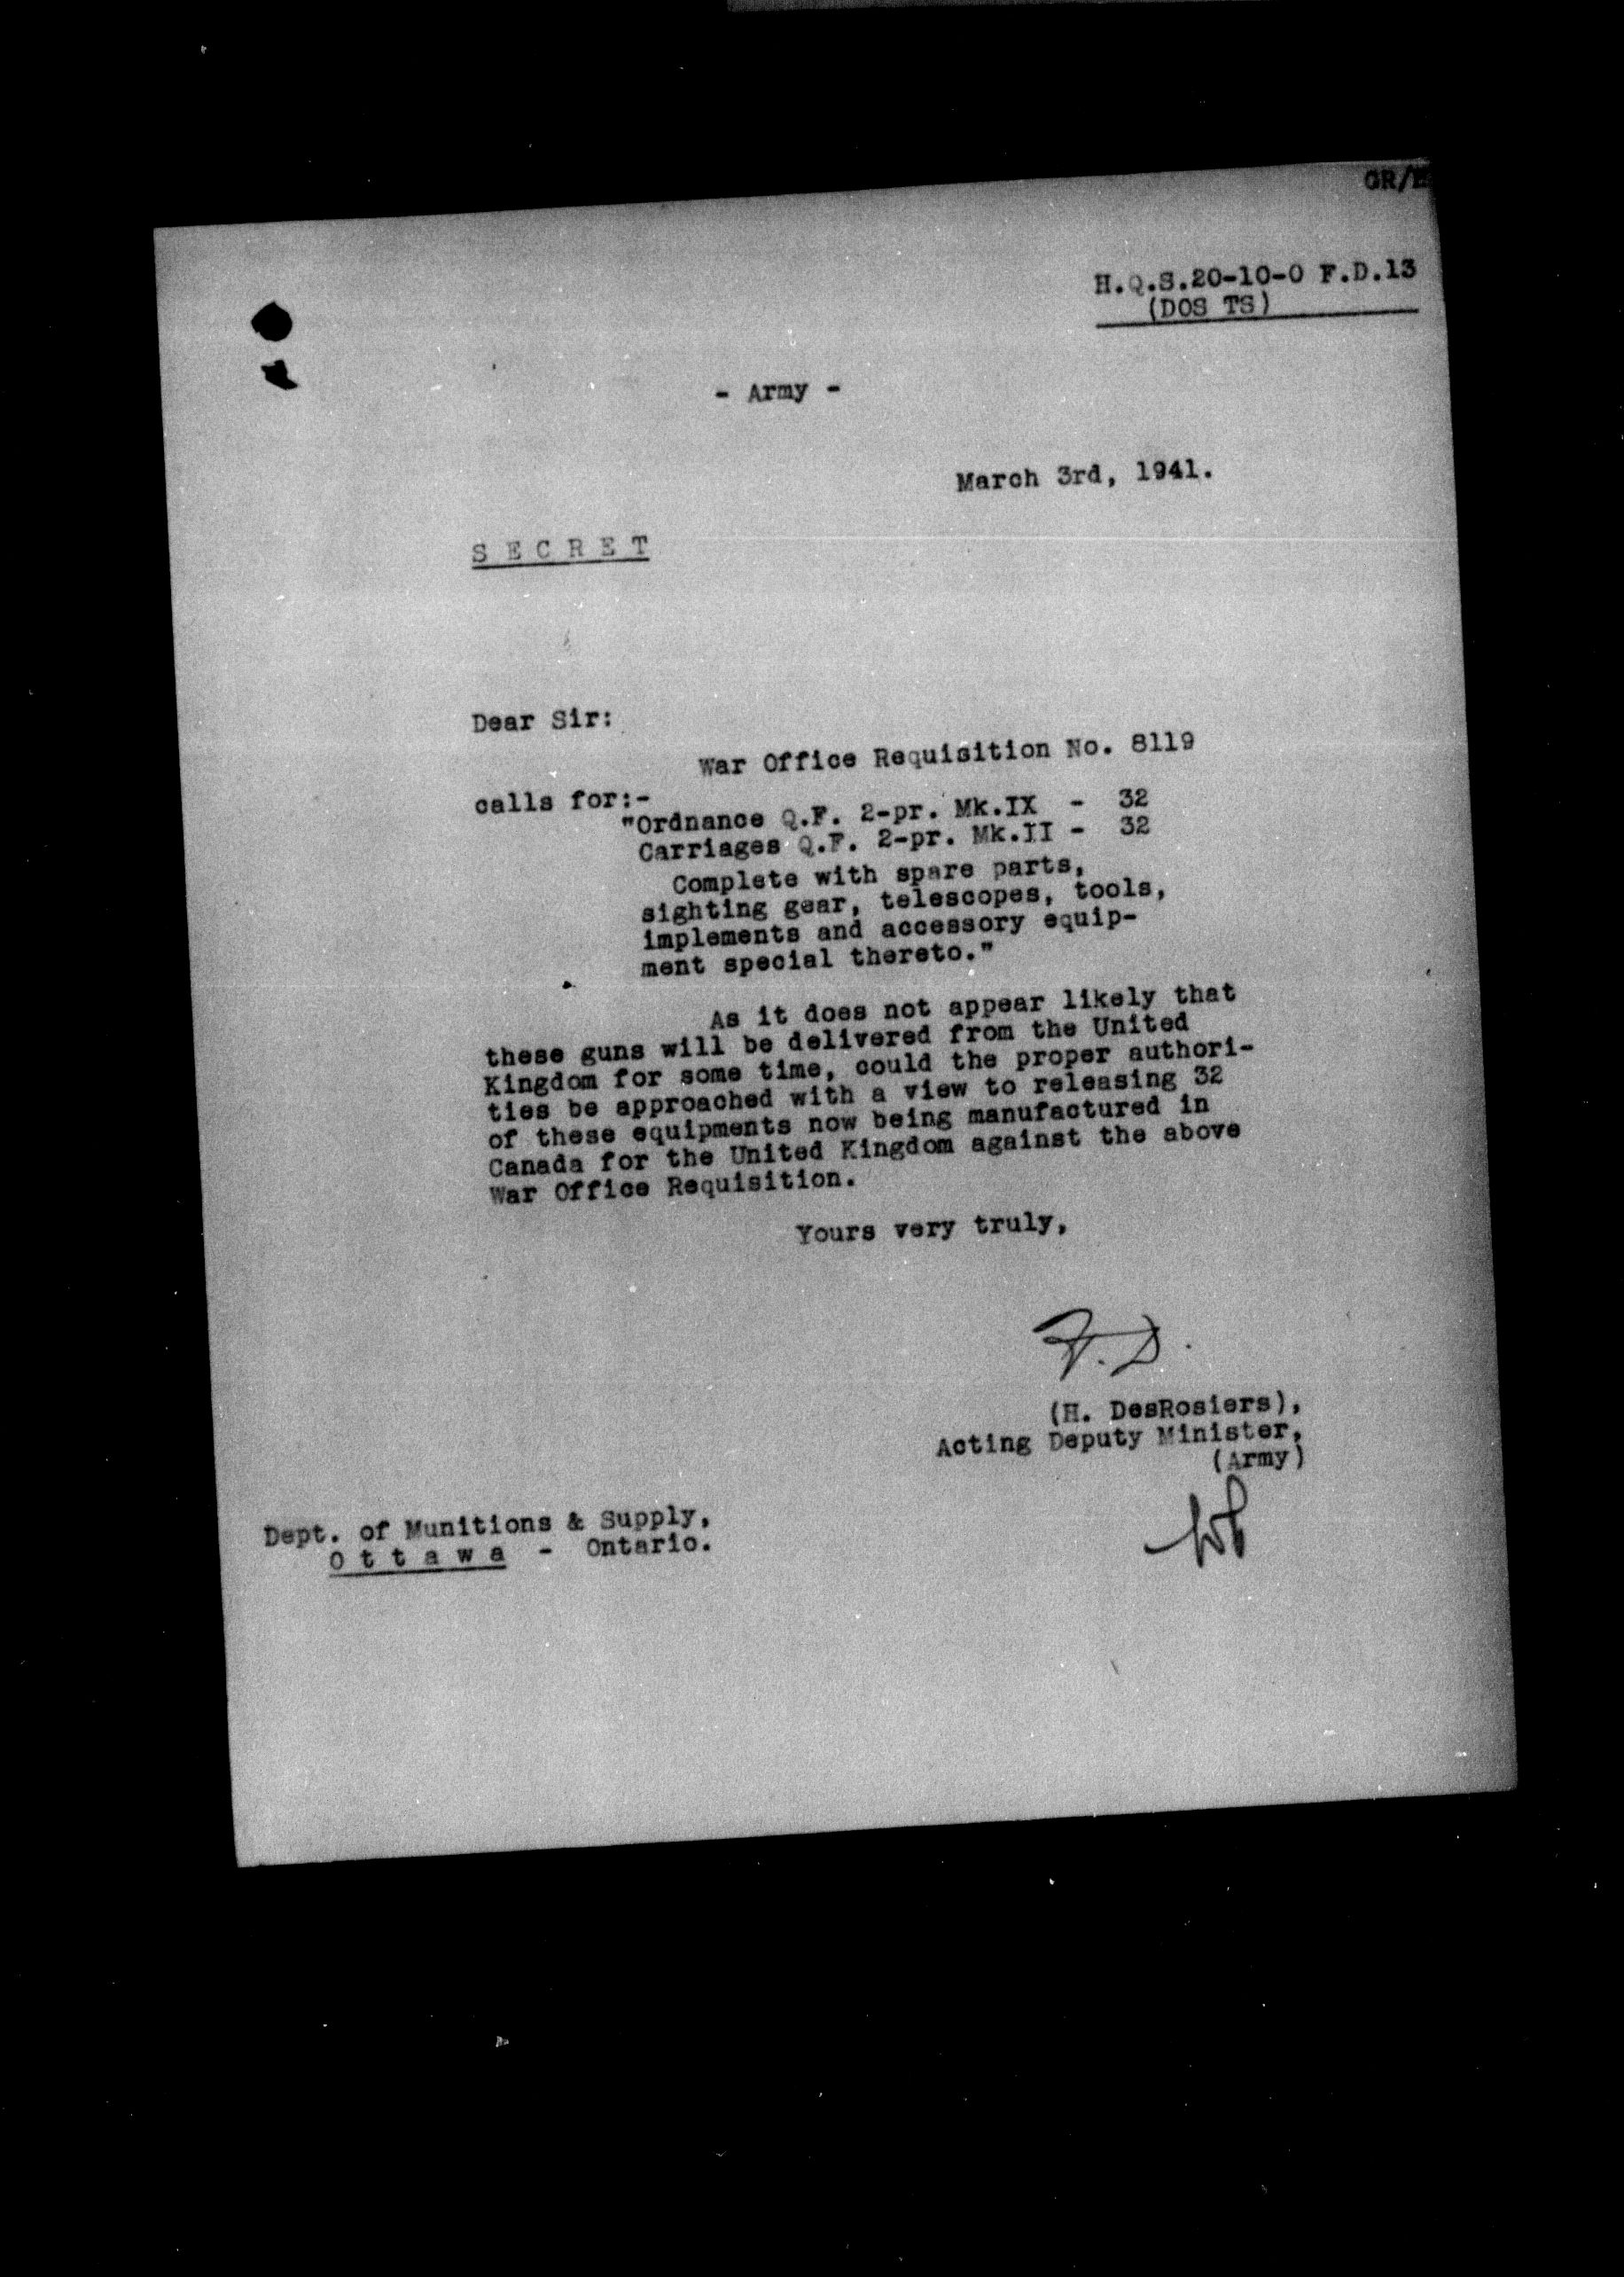 GR/
H.Q.S.20-10-0 F.D.13
(DOS TS)
- Army -
March 3rd, 1941.
S E C R E T
Dear Sir:
War Office Requisition No. 8119
calls for:-
"Ordnance Q.F. 2-pr. Mk.IX - 32
Carriages Q.F. 2-pr. Mk.II - 32
Complete with spare parts,
sighting gear, telescopes, tools,
implements and accessory equip-
ment special thereto."
As it does not appear likely that
these guns will be delivered from the United
Kingdom for some time, could the proper authori-
ties be approached with a view to releasing 32
of these equipments now being manufactured in
Canada for the United Kingdom against the above
War Office Requisition.
Yours very truly,
(H. DesRosiers),
Acting Deputy Minister,
(Army)
Dept. of Munitions & Supply,
O t t a w a - Ontario.